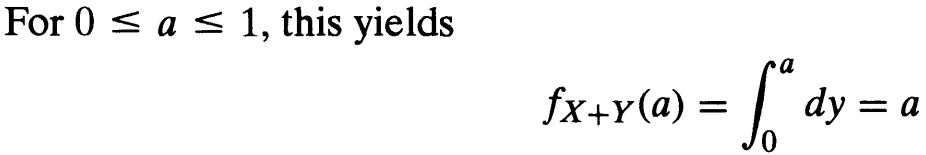 For 0 ≤ a ≤ 1, this yields
f_{X+Y}(a) = ∫_0^a dy = a